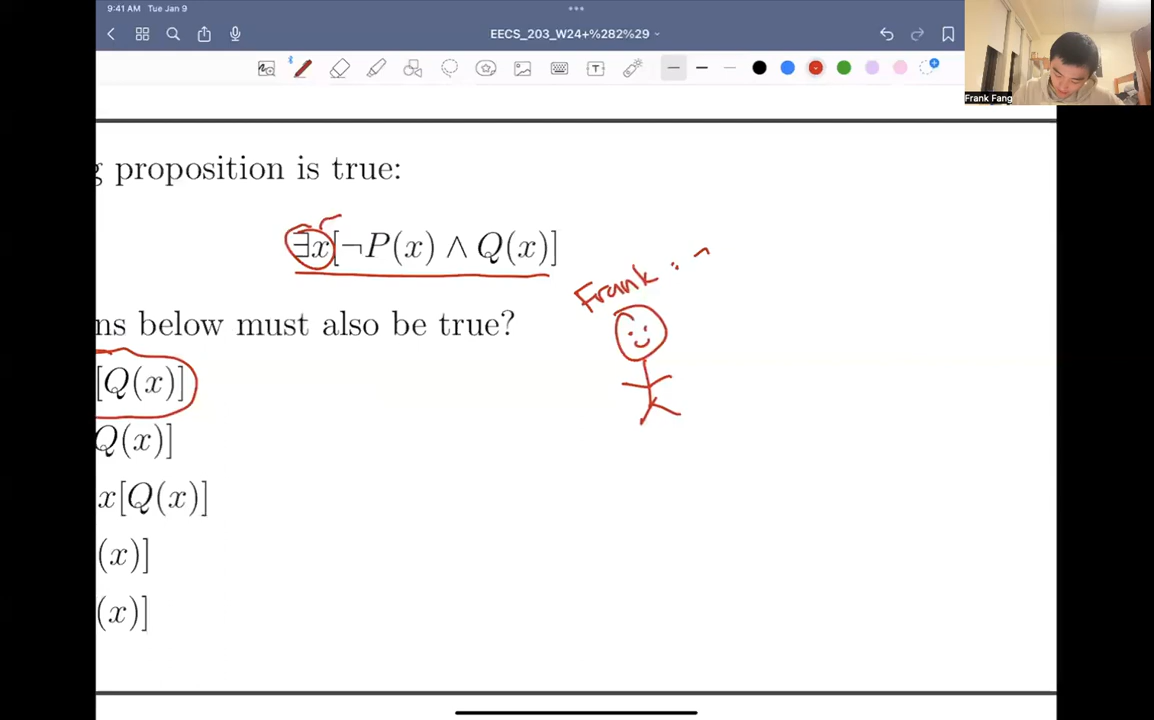 9:41 AM Tue Jan 9
EECS_203_W24+%282%29
Frank Fang
g proposition is true:
∃x[¬P(x) ∧ Q(x)]
Frank : ¬
ns below must also be true?
[Q(x)]
Q(x)]
x[Q(x)]
(x)]
(x)]